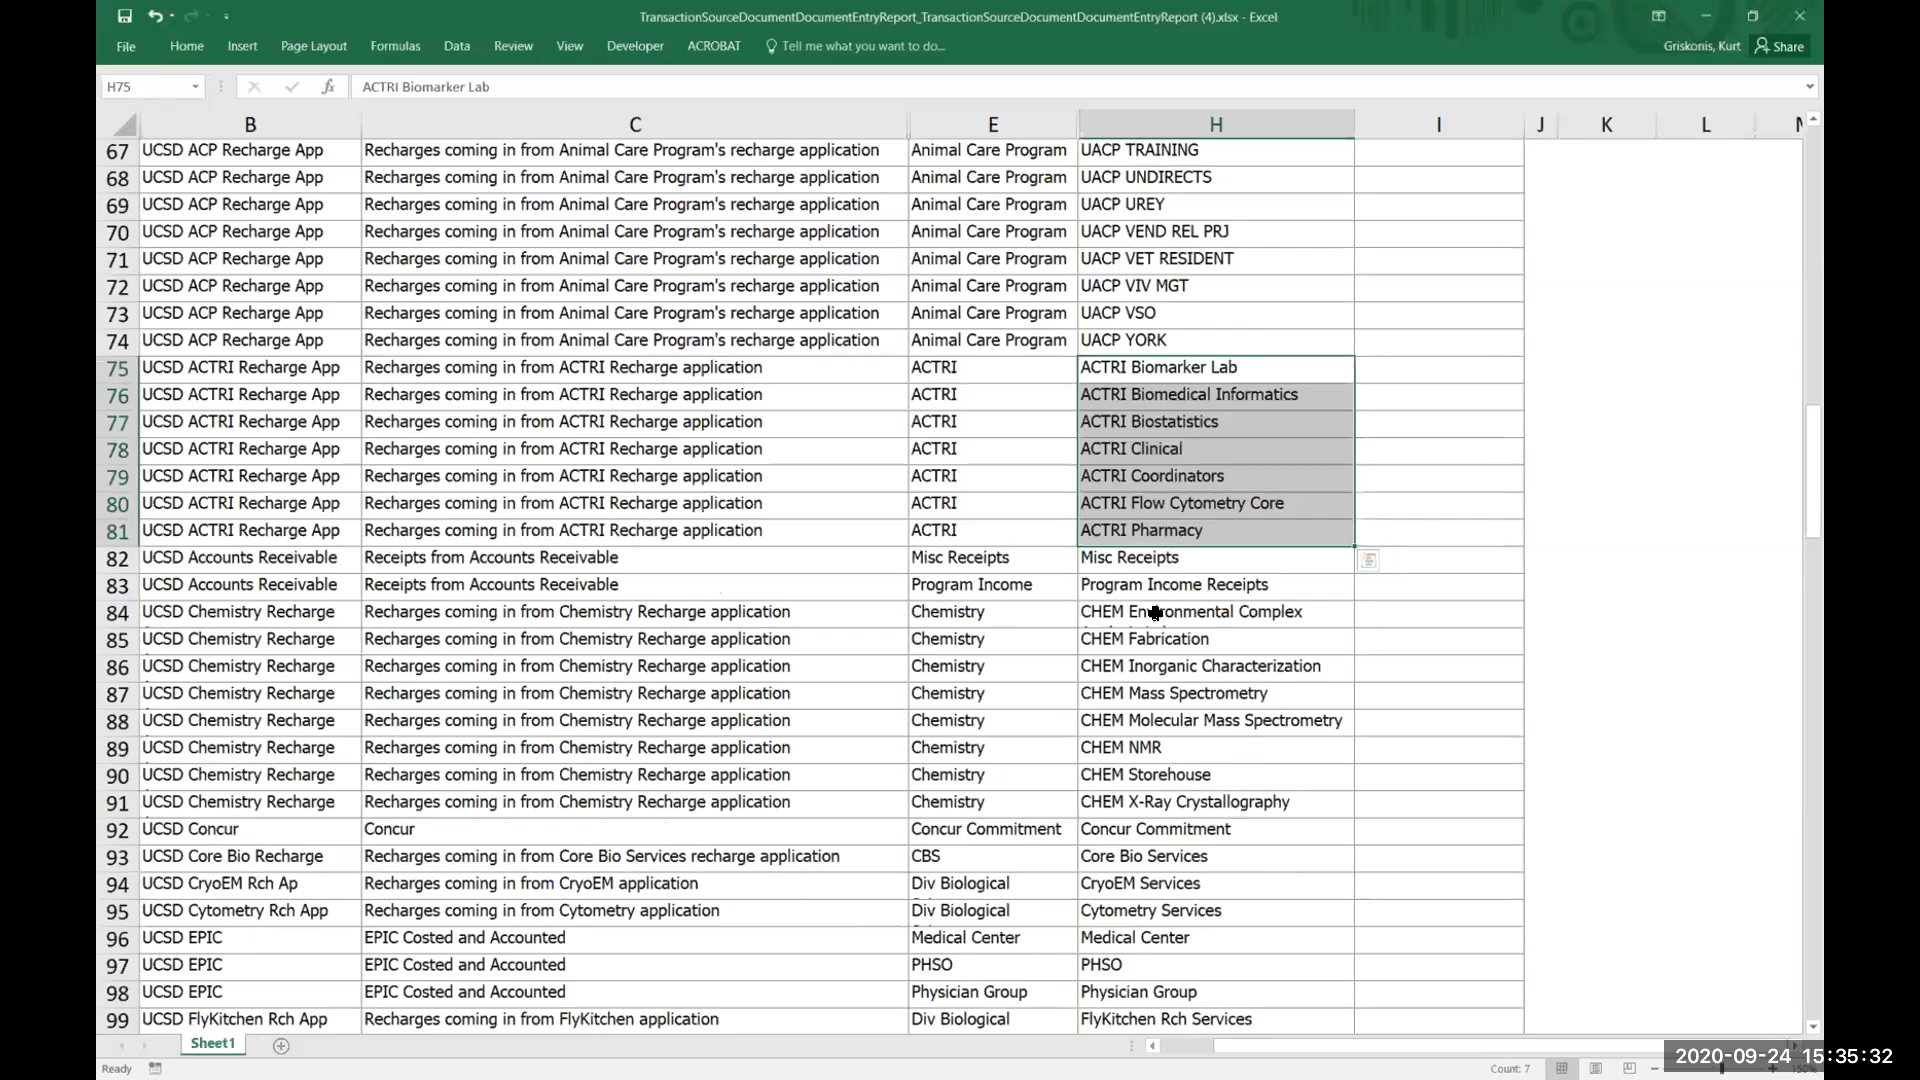 TransactionSourceDocumentDocumentEntryReport_TransactionSourceDocumentDocumentEntryReport (4).xlsx - Excel
File Home Insert Page Layout Formulas Data Review View Developer ACROBAT Tell me what you want to do... Griskonis, Kurt Share
H75 fx ACTRI Biomarker Lab
B C E H I J K L
67 UCSD ACP Recharge App Recharges coming in from Animal Care Program's recharge application Animal Care Program UACP TRAINING
68 UCSD ACP Recharge App Recharges coming in from Animal Care Program's recharge application Animal Care Program UACP UNDIRECTS
69 UCSD ACP Recharge App Recharges coming in from Animal Care Program's recharge application Animal Care Program UACP UREY
70 UCSD ACP Recharge App Recharges coming in from Animal Care Program's recharge application Animal Care Program UACP VEND REL PRJ
71 UCSD ACP Recharge App Recharges coming in from Animal Care Program's recharge application Animal Care Program UACP VET RESIDENT
72 UCSD ACP Recharge App Recharges coming in from Animal Care Program's recharge application Animal Care Program UACP VIV MGT
73 UCSD ACP Recharge App Recharges coming in from Animal Care Program's recharge application Animal Care Program UACP VSO
74 UCSD ACP Recharge App Recharges coming in from Animal Care Program's recharge application Animal Care Program UACP YORK
75 UCSD ACTRI Recharge App Recharges coming in from ACTRI Recharge application ACTRI ACTRI Biomarker Lab
76 UCSD ACTRI Recharge App Recharges coming in from ACTRI Recharge application ACTRI ACTRI Biomedical Informatics
77 UCSD ACTRI Recharge App Recharges coming in from ACTRI Recharge application ACTRI ACTRI Biostatistics
78 UCSD ACTRI Recharge App Recharges coming in from ACTRI Recharge application ACTRI ACTRI Clinical
79 UCSD ACTRI Recharge App Recharges coming in from ACTRI Recharge application ACTRI ACTRI Coordinators
80 UCSD ACTRI Recharge App Recharges coming in from ACTRI Recharge application ACTRI ACTRI Flow Cytometry Core
81 UCSD ACTRI Recharge App Recharges coming in from ACTRI Recharge application ACTRI ACTRI Pharmacy
82 UCSD Accounts Receivable Receipts from Accounts Receivable Misc Receipts Misc Receipts
83 UCSD Accounts Receivable Receipts from Accounts Receivable Program Income Program Income Receipts
84 UCSD Chemistry Recharge Recharges coming in from Chemistry Recharge application Chemistry CHEM Environmental Complex
85 UCSD Chemistry Recharge Recharges coming in from Chemistry Recharge application Chemistry CHEM Fabrication
86 UCSD Chemistry Recharge Recharges coming in from Chemistry Recharge application Chemistry CHEM Inorganic Characterization
87 UCSD Chemistry Recharge Recharges coming in from Chemistry Recharge application Chemistry CHEM Mass Spectrometry
88 UCSD Chemistry Recharge Recharges coming in from Chemistry Recharge application Chemistry CHEM Molecular Mass Spectrometry
89 UCSD Chemistry Recharge Recharges coming in from Chemistry Recharge application Chemistry CHEM NMR
90 UCSD Chemistry Recharge Recharges coming in from Chemistry Recharge application Chemistry CHEM Storehouse
91 UCSD Chemistry Recharge Recharges coming in from Chemistry Recharge application Chemistry CHEM X-Ray Crystallography
92 UCSD Concur Concur Concur Commitment Concur Commitment
93 UCSD Core Bio Recharge Recharges coming in from Core Bio Services recharge application CBS Core Bio Services
94 UCSD CryoEM Rch Ap Recharges coming in from CryoEM application Div Biological CryoEM Services
95 UCSD Cytometry Rch App Recharges coming in from Cytometry application Div Biological Cytometry Services
96 UCSD EPIC EPIC Costed and Accounted Medical Center Medical Center
97 UCSD EPIC EPIC Costed and Accounted PHSO PHSO
98 UCSD EPIC EPIC Costed and Accounted Physician Group Physician Group
99 UCSD FlyKitchen Rch App Recharges coming in from FlyKitchen application Div Biological FlyKitchen Rch Services
Sheet1
Ready Count: 7 150%
2020-09-24 15:35:32